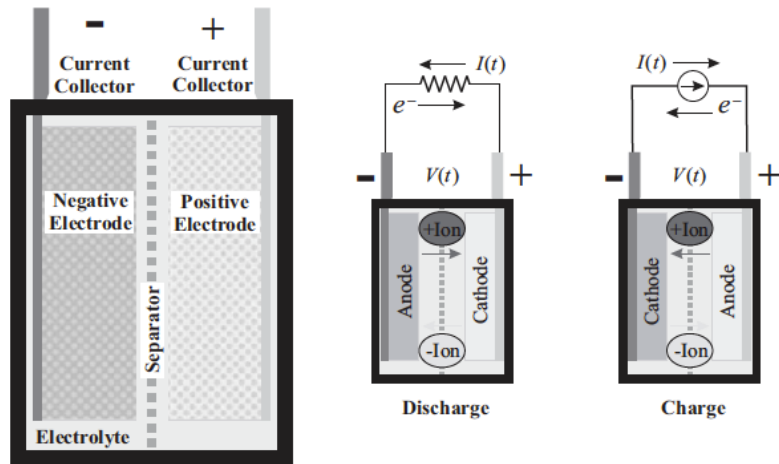 -
+
Current
Collector
Current
Collector
Negative
Electrode
Positive
Electrode
Separator
Electrolyte
I(t)
e⁻
-
V(t)
+
+Ion
Anode
Cathode
-Ion
Discharge
I(t)
e⁻
-
V(t)
+
+Ion
Cathode
Anode
-Ion
Charge